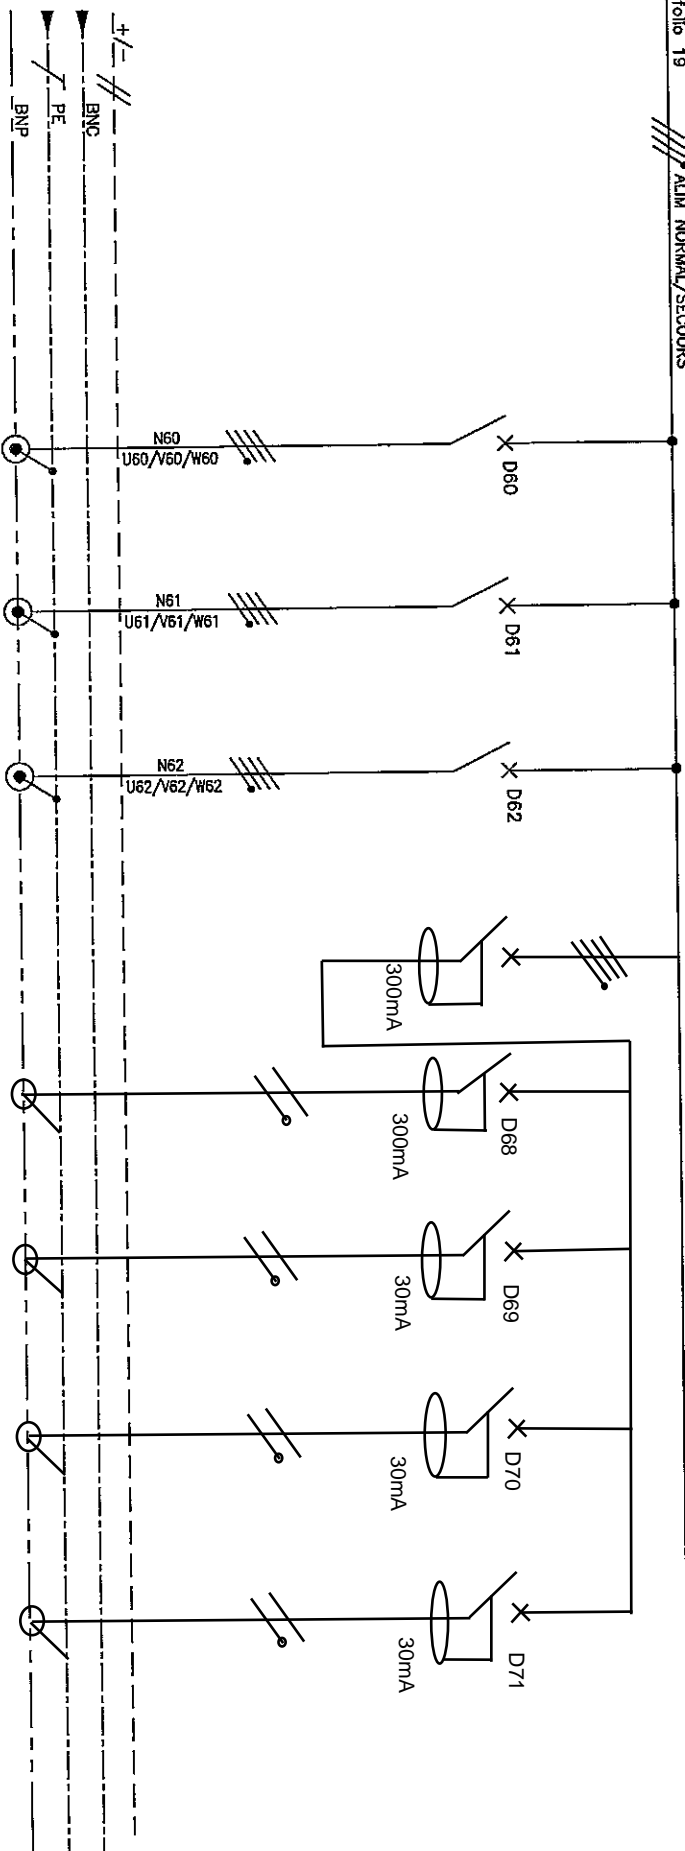 folio 19
ALIM NORMAL/SECOURS
+/-
BNC
PE
BNP
D60
N60
U60/V60/W60
D61
N61
U61/V61/W61
D62
N62
U62/V62/W62
300mA
D68
300mA
D69
30mA
D70
30mA
D71
30mA